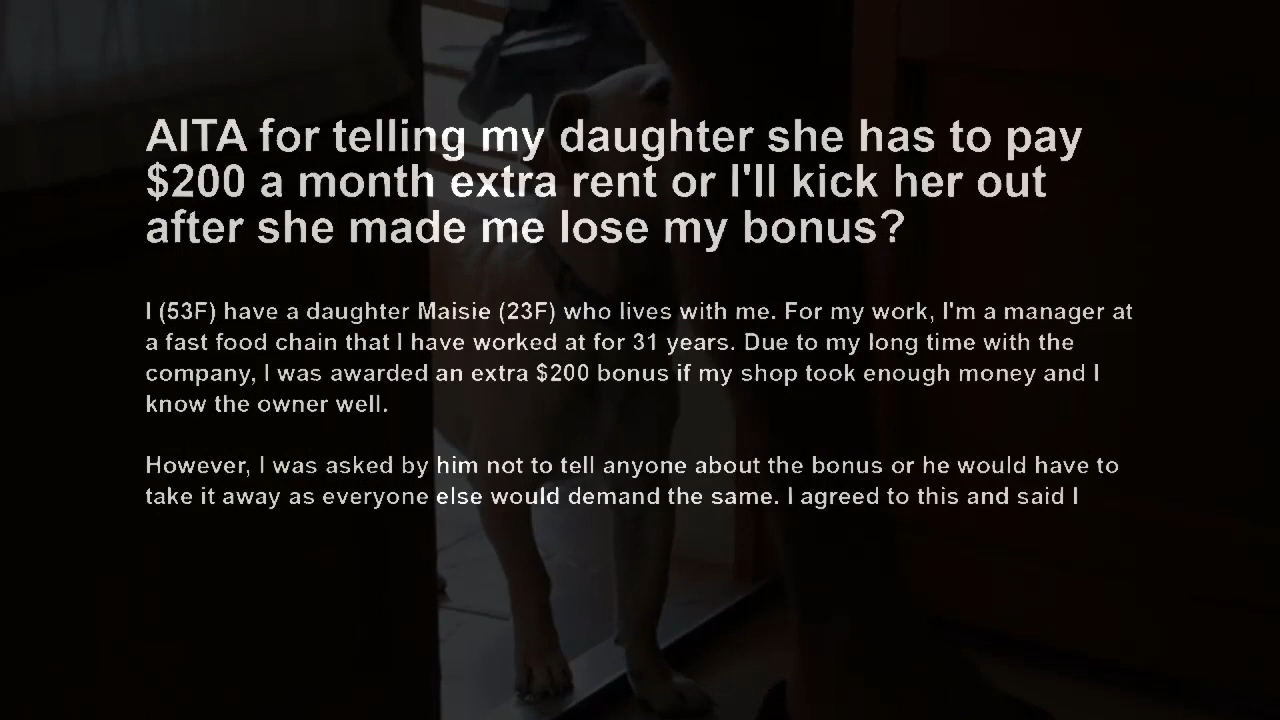 AITA for telling my daughter she has to pay
$200 a month extra rent or I'll kick her out
after she made me lose my bonus?
I (53F) have a daughter Maisie (23F) who lives with me. For my work, I'm a manager at
a fast food chain that I have worked at for 31 years. Due to my long time with the
company, I was awarded an extra $200 bonus if my shop took enough money and I
know the owner well.
However, I was asked by him not to tell anyone about the bonus or he would have to
take it away as everyone else would demand the same. I agreed to this and said I